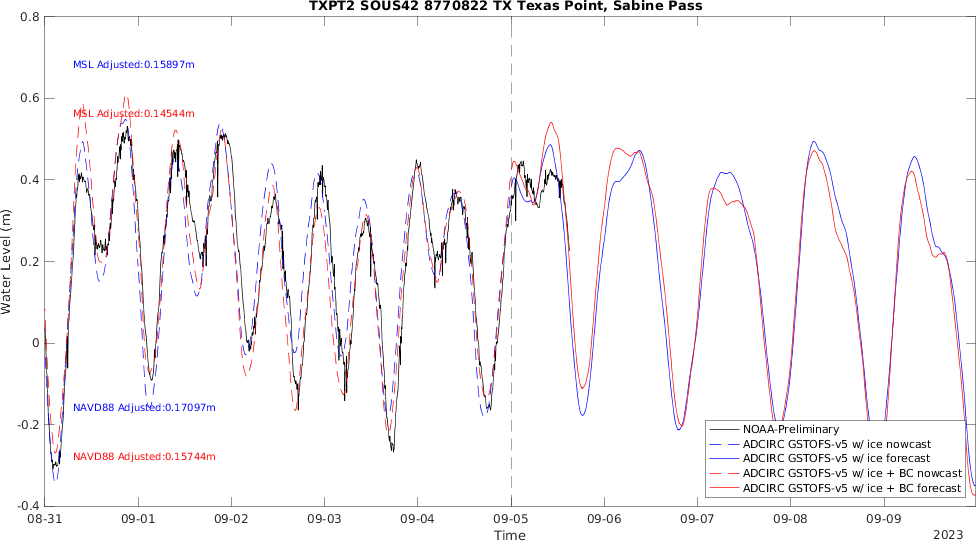 TXPT2 SOUS42 8770822 TX Texas Point, Sabine Pass
Water Level (m)
0.8
0.6
0.4
0.2
0
-0.2
-0.4
MSL Adjusted:0.15897m
MSL Adjusted:0.14544m
NAVD88 Adjusted:0.17097m
NAVD88 Adjusted:0.15744m
NOAA-Preliminary
ADCIRC GSTOFS-v5 w/ ice nowcast
ADCIRC GSTOFS-v5 w/ ice forecast
ADCIRC GSTOFS-v5 w/ ice + BC nowcast
ADCIRC GSTOFS-v5 w/ ice + BC forecast
08-31 09-01 09-02 09-03 09-04 09-05 09-06 09-07 09-08 09-09
Time
2023